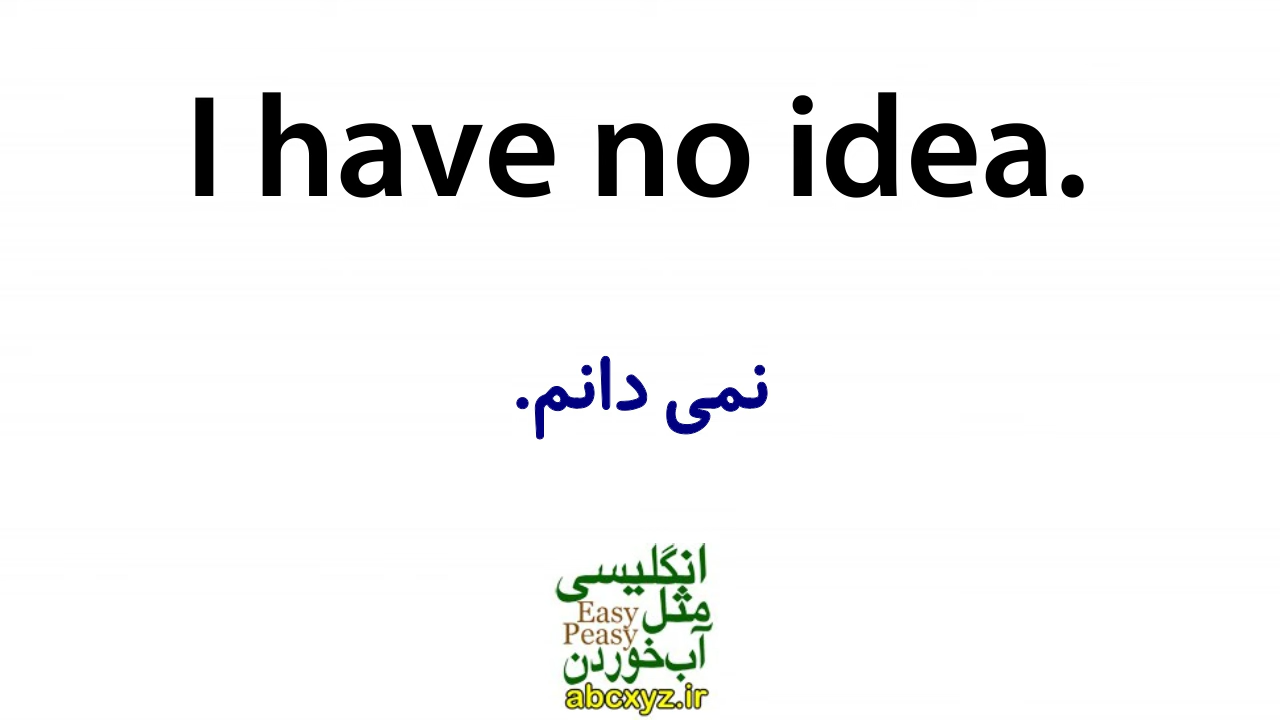 I have no idea.
نمی دانم.
انگلیسی
مثل Easy
Peasy
آب خوردن
abcxyz.ir